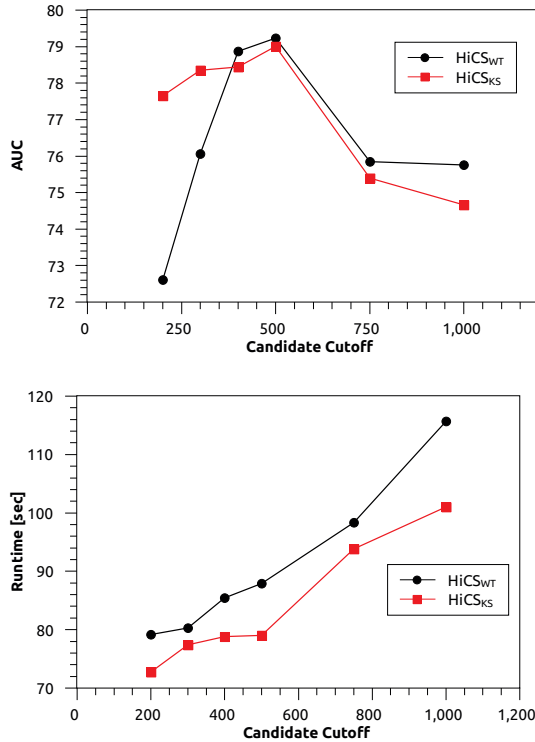 80
79
78
77
76
75
74
73
72
AUC
0 250 500 750 1,000
Candidate Cutoff
HiCSWT
HiCSKS
120
110
100
90
80
70
Runtime [sec]
0 200 400 600 800 1,000 1,200
Candidate Cutoff
HiCSWT
HiCSKS